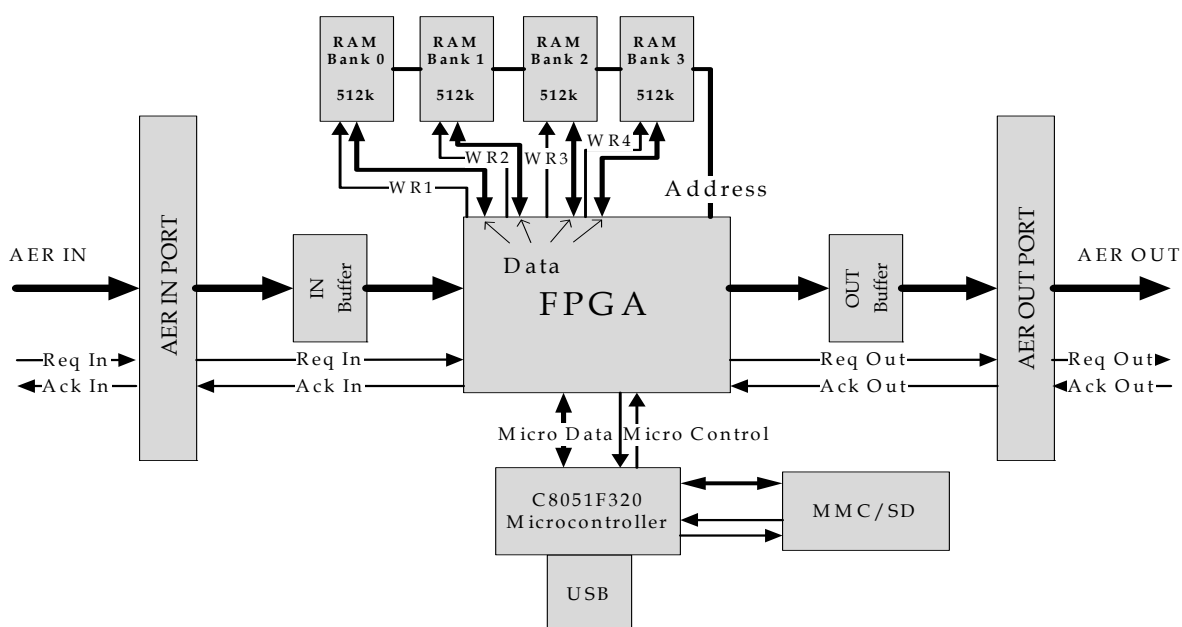 RAM
Bank 0
512k
RAM
Bank 1
512k
RAM
Bank 2
512k
RAM
Bank 3
512k
WR1
WR2
WR3
WR4
Address
AER IN
AER IN PORT
IN
Buffer
Data
FPGA
OUT
Buffer
AER OUT PORT
AER OUT
Req In
Ack In
Req In
Ack In
Req Out
Ack Out
Req Out
Ack Out
Micro Data
Micro Control
C8051F320
Microcontroller
MMC/SD
USB